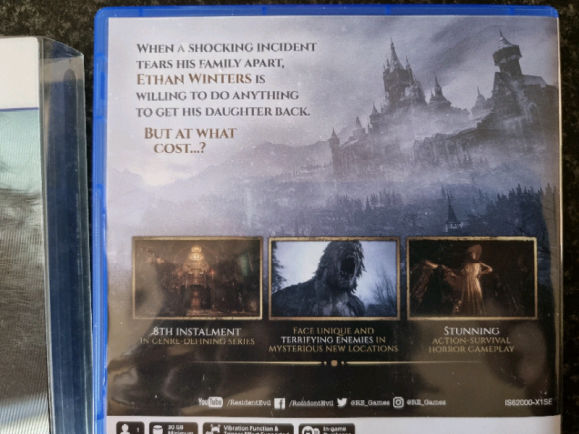 WHEN A SHOCKING INCIDENT
TEARS HIS FAMILY APART,
ETHAN WINTERS IS
WILLING TO DO ANYTHING
TO GET HIS DAUGHTER BACK.
BUT AT WHAT
COST...?
8TH INSTALMENT
IN GENRE-DEFINING SERIES
FACE UNIQUE AND
TERRIFYING ENEMIES IN
MYSTERIOUS NEW LOCATIONS
STUNNING
ACTION-SURVIVAL
HORROR GAMEPLAY
YouTube /ResidentEvil /ResidentEvil @RE_Games @RE_Games IS62000-X1SE
1
Vibration Function &
In-game